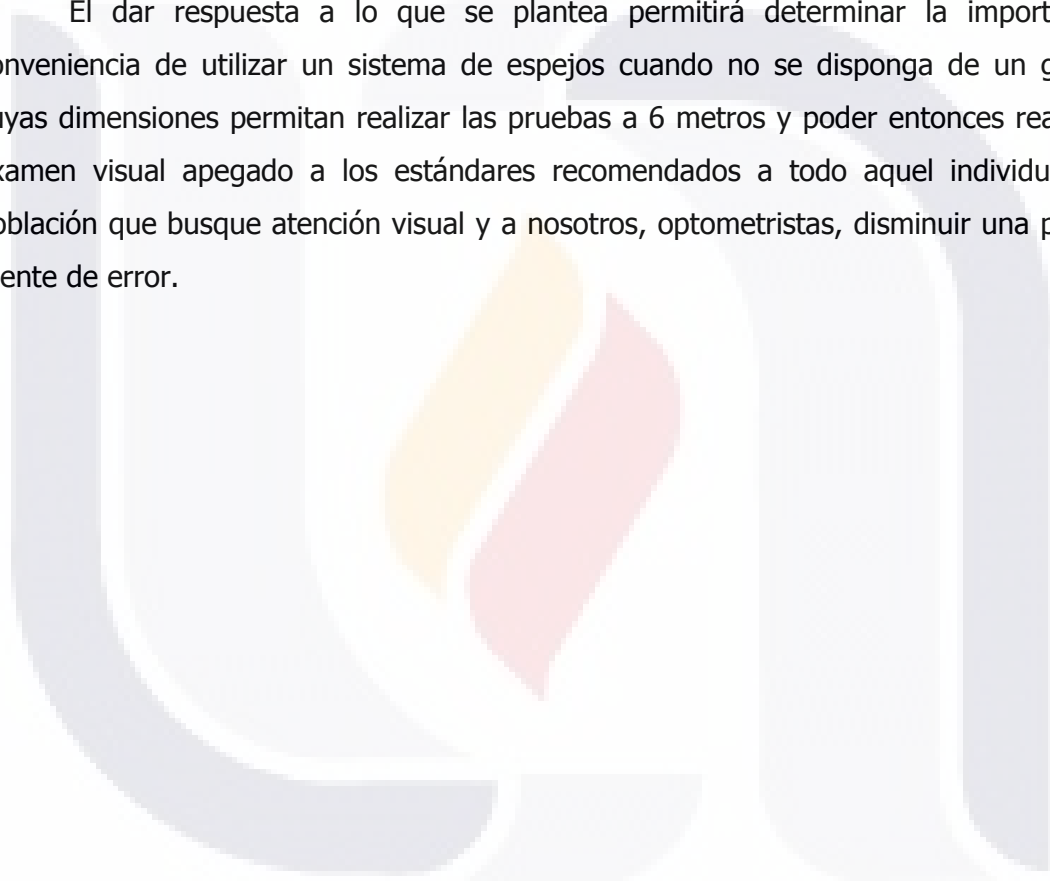 El dar respuesta a lo que se plantea permitirá determinar la import
onveniencia de utilizar un sistema de espejos cuando no se disponga de un g
uyas dimensiones permitan realizar las pruebas a 6 metros y poder entonces rea
xamen visual apegado a los estándares recomendados a todo aquel individu
oblación que busque atención visual y a nosotros, optometristas, disminuir una p
ente de error.